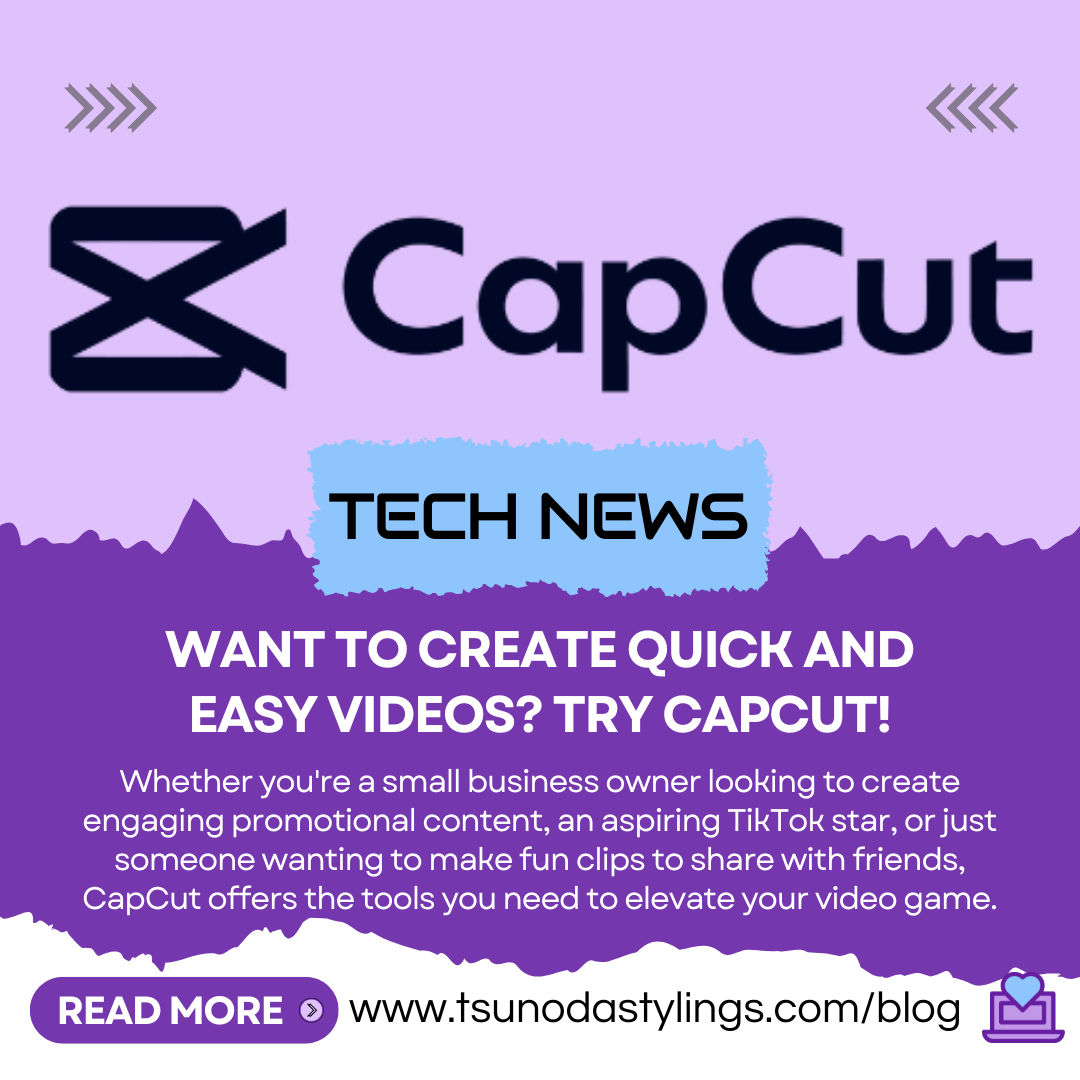 CapCut
TECH NEWS
WANT TO CREATE QUICK AND
EASY VIDEOS? TRY CAPCUT!
Whether you're a small business owner looking to create
engaging promotional content, an aspiring TikTok star, or just
someone wanting to make fun clips to share with friends,
CapCut offers the tools you need to elevate your video game.
READ MORE www.tsunodastylings.com/blog